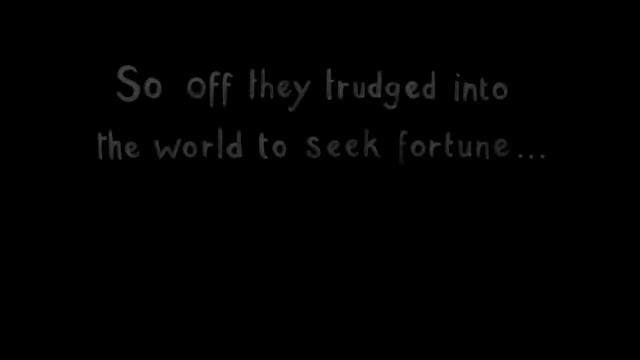 So off they trudged into
the world to seek fortune...